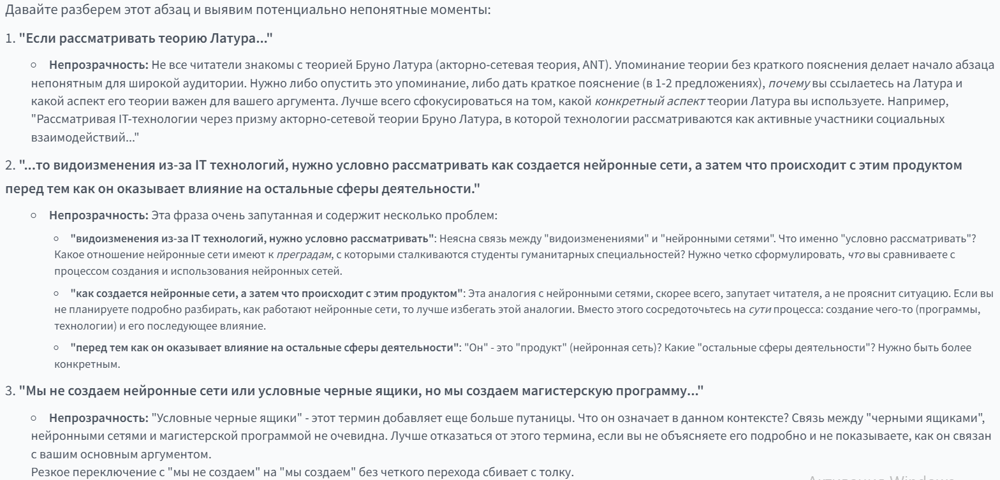 Давайте разберем этот абзац и выявим потенциально непонятные моменты:
1. "Если рассматривать теорию Латура..."
Непрозрачность: Не все читатели знакомы с теорией Бруно Латура (акторно-сетевая теория, ANT). Упоминание теории без краткого пояснения делает начало абзаца
непонятным для широкой аудитории. Нужно либо опустить это упоминание, либо дать краткое пояснение (в 1-2 предложениях), почему вы ссылаетесь на Латура и
какой аспект его теории важен для вашего аргумента. Лучше всего сфокусироваться на том, какой конкретный аспект теории Латура вы используете. Например,
"Рассматривая IT-технологии через призму акторно-сетевой теории Бруно Латура, в которой технологии рассматриваются как активные участники социальных
взаимодействий..."
2. "...то видоизменения из-за IT технологий, нужно условно рассматривать как создается нейронные сети, а затем что происходит с этим продуктом
перед тем как он оказывает влияние на остальные сферы деятельности."
Непрозрачность: Эта фраза очень запутанная и содержит несколько проблем:
"видоизменения из-за IT технологий, нужно условно рассматривать": Неясна связь между "видоизменениями" и "нейронными сетями". Что именно "условно рассматривать"?
Какое отношение нейронные сети имеют к преградам, с которыми сталкиваются студенты гуманитарных специальностей? Нужно четко сформулировать, что вы сравниваете с
процессом создания и использования нейронных сетей.
"как создается нейронные сети, а затем что происходит с этим продуктом": Эта аналогия с нейронными сетями, скорее всего, запутает читателя, а не прояснит ситуацию. Если вы
не планируете подробно разбирать, как работают нейронные сети, то лучше избегать этой аналогии. Вместо этого сосредоточьтесь на сути процесса: создание чего-то (программы,
технологии) и его последующее влияние.
"перед тем как он оказывает влияние на остальные сферы деятельности": "Он" - это "продукт" (нейронная сеть)? Какие "остальные сферы деятельности"? Нужно быть более
конкретным.
3. "Мы не создаем нейронные сети или условные черные ящики, но мы создаем магистерскую программу..."
Непрозрачность: "Условные черные ящики" - этот термин добавляет еще больше путаницы. Что он означает в данном контексте? Связь между "черными ящиками",
нейронными сетями и магистерской программой не очевидна. Лучше отказаться от этого термина, если вы не объясняете его подробно и не показываете, как он связан
с вашим основным аргументом.
Резкое переключение с "мы не создаем" на "мы создаем" без четкого перехода сбивает с толку.